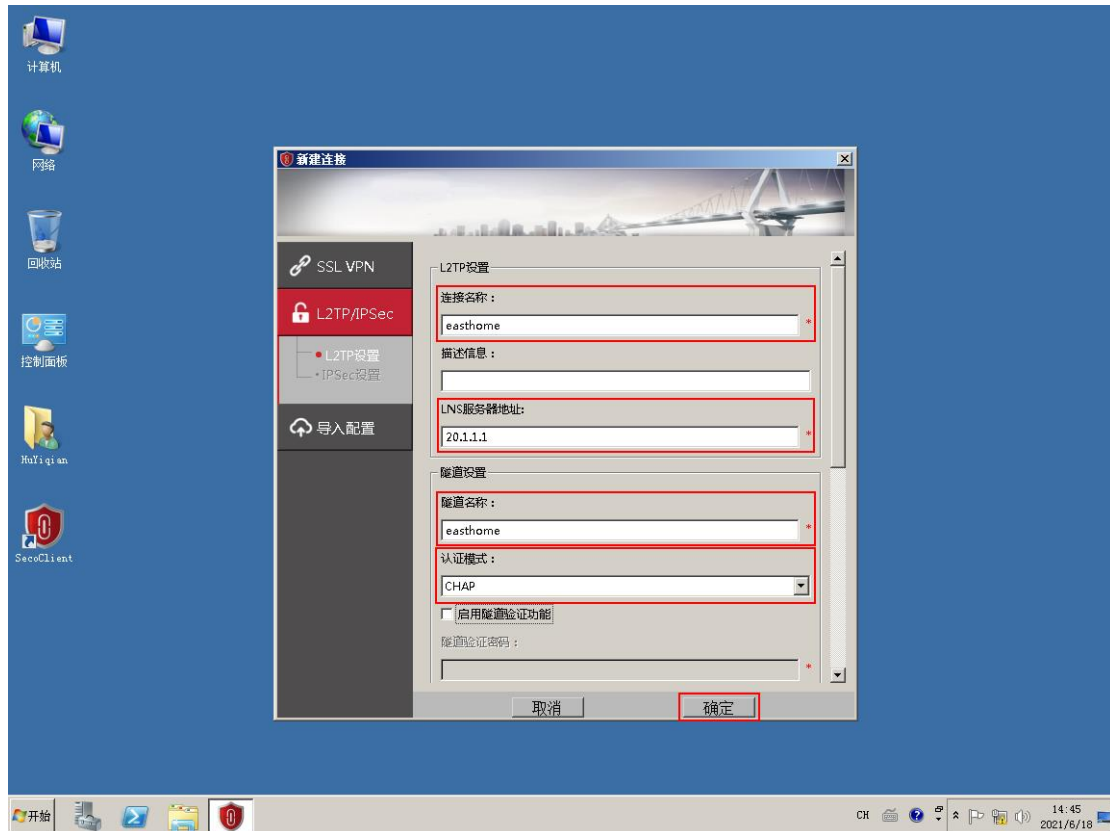 计算机
网络
回收站
控制面板
HuYiqian
SecoClient
新建连接
SSL VPN
L2TP/IPSec
L2TP设置
IPSec设置
导入配置
L2TP设置
连接名称：
easthome
*
描述信息：
LNS服务器地址:
20.1.1.1
*
隧道设置
隧道名称：
easthome
*
认证模式：
CHAP
启用隧道验证功能
隧道验证密码：
*
取消
确定
开始
CH
14:45
2021/6/18